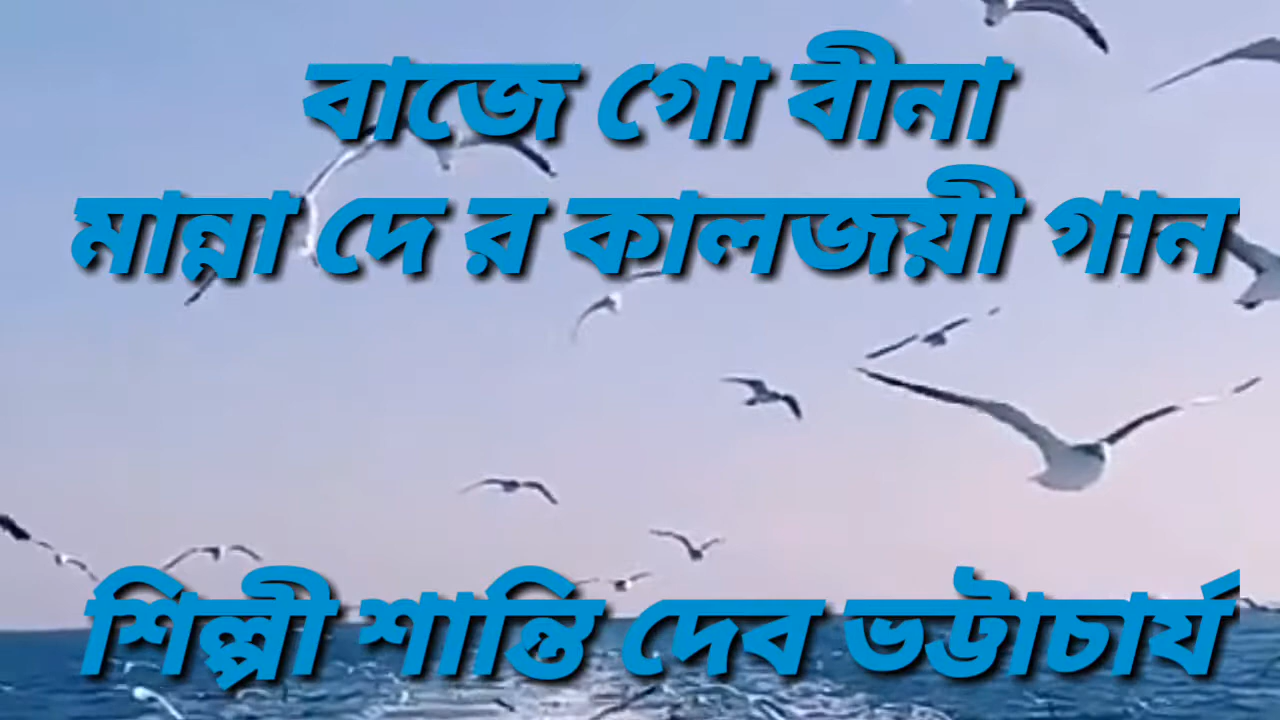 বাজে গো বীনা
মান্না দে র কালজয়ী গান
শিল্পী শান্তি দেব ভট্টাচার্য